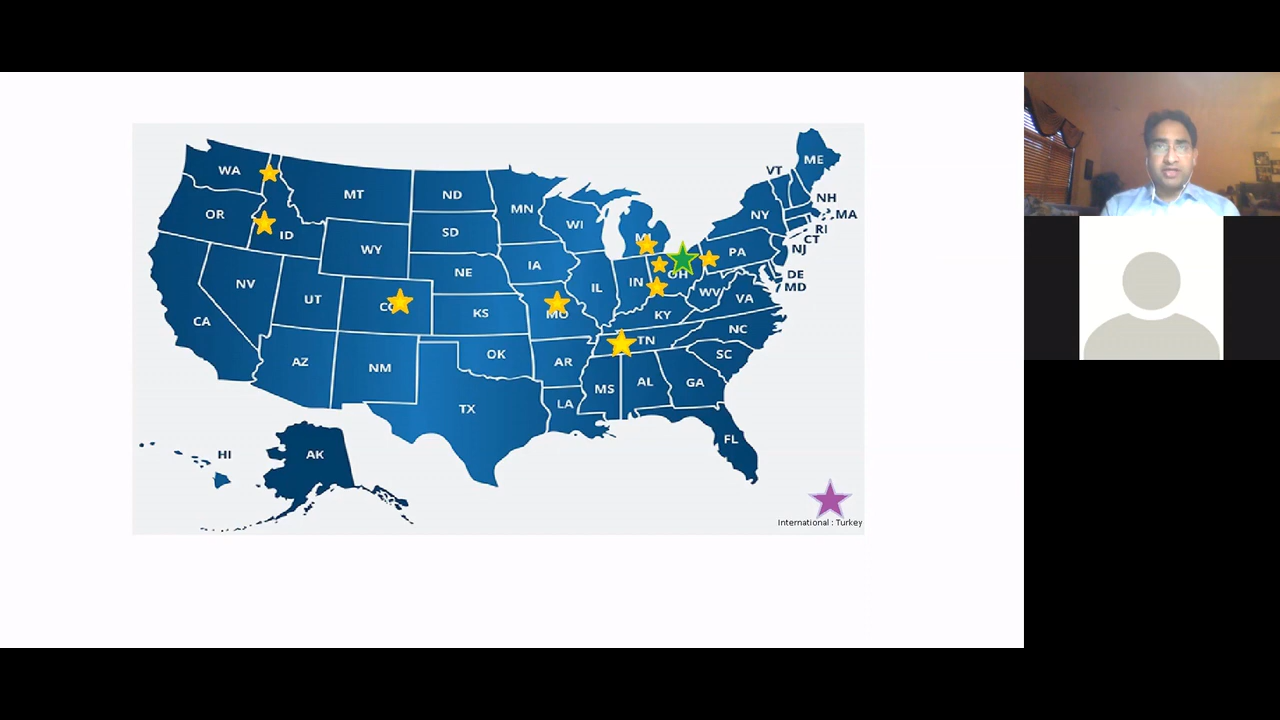 WA
MT
ND
MN
VT
ME
OR
ID
WY
SD
WI
MI
NY
NH
MA
RI
CT
NV
UT
CO
NE
IA
IL
IN
OH
PA
NJ
DE
MD
CA
KS
MO
KY
WV
VA
AZ
NM
OK
AR
TN
NC
SC
TX
LA
MS
AL
GA
FL
HI
AK
International : Turkey